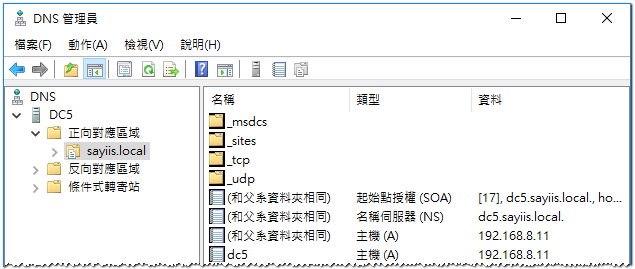 DNS 管理員
檔案(F) 動作(A) 檢視(V) 說明(H)
DNS
DC5
正向對應區域
sayiis.local
反向對應區域
條件式轉寄站
名稱 類型 資料
_msdcs
_sites
_tcp
_udp
(和父系資料夾相同) 起始點授權 (SOA) [17], dc5.sayiis.local., ho...
(和父系資料夾相同) 名稱伺服器 (NS) dc5.sayiis.local.
(和父系資料夾相同) 主機 (A) 192.168.8.11
dc5 主機 (A) 192.168.8.11